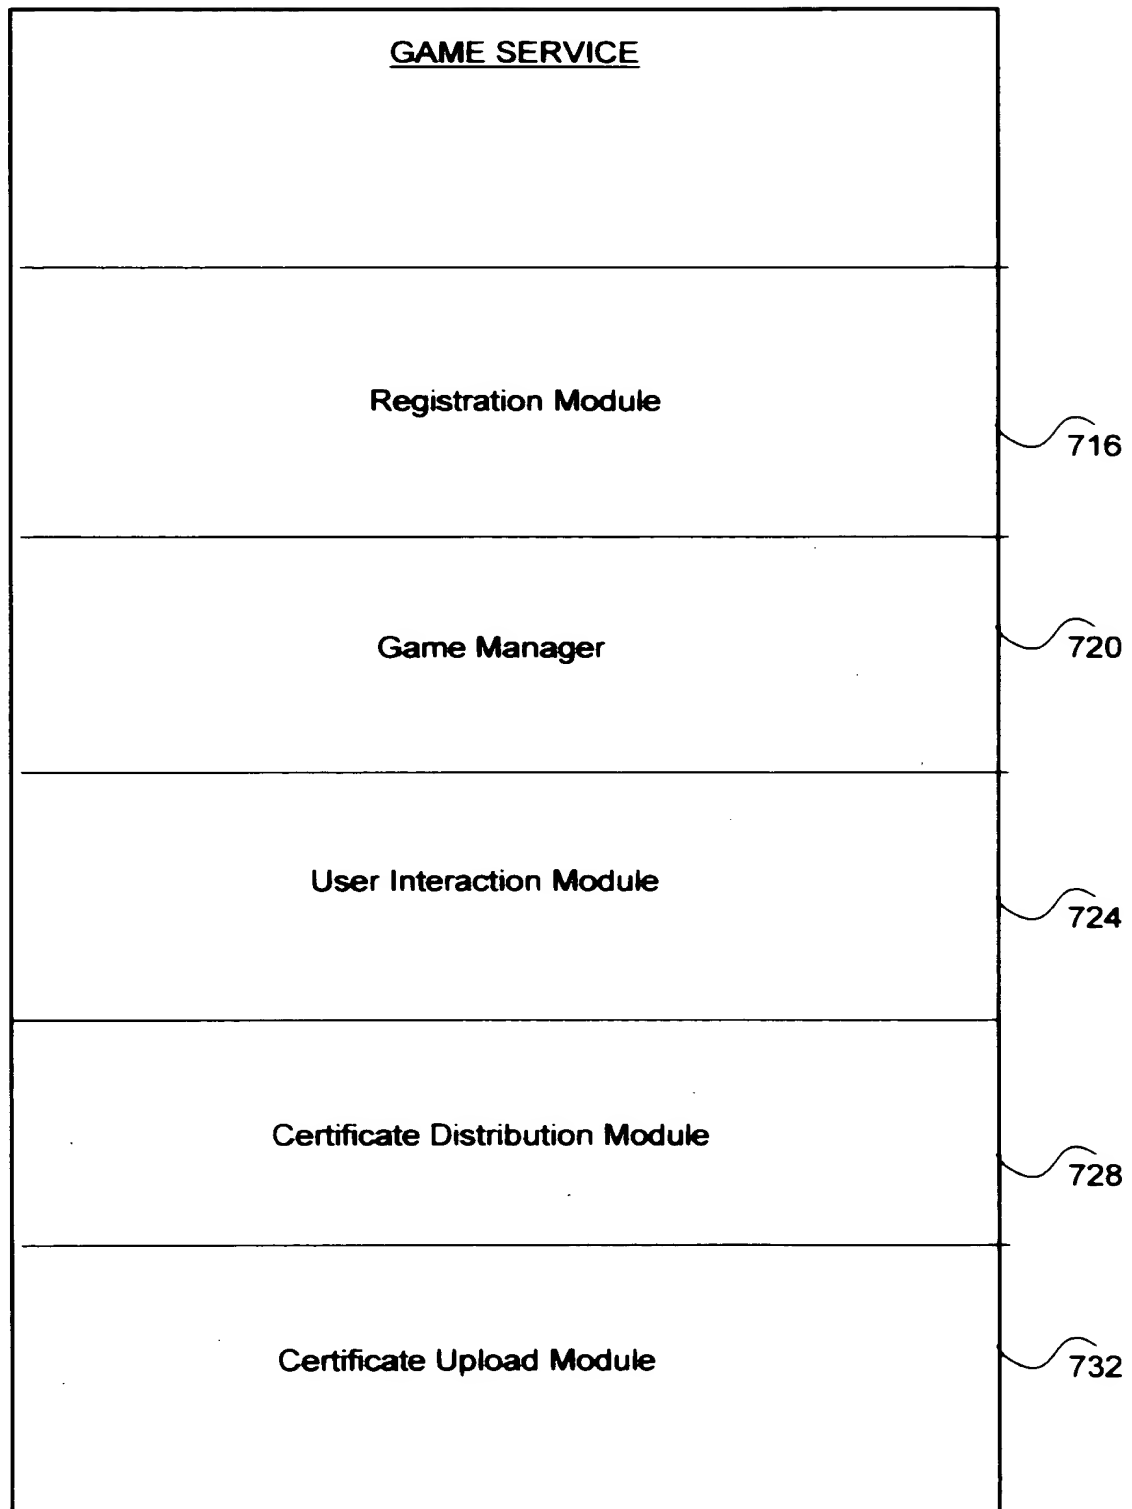 GAME SERVICE
Registration Module
716
Game Manager
720
User Interaction Module
724
Certificate Distribution Module
728
Certificate Upload Module
732